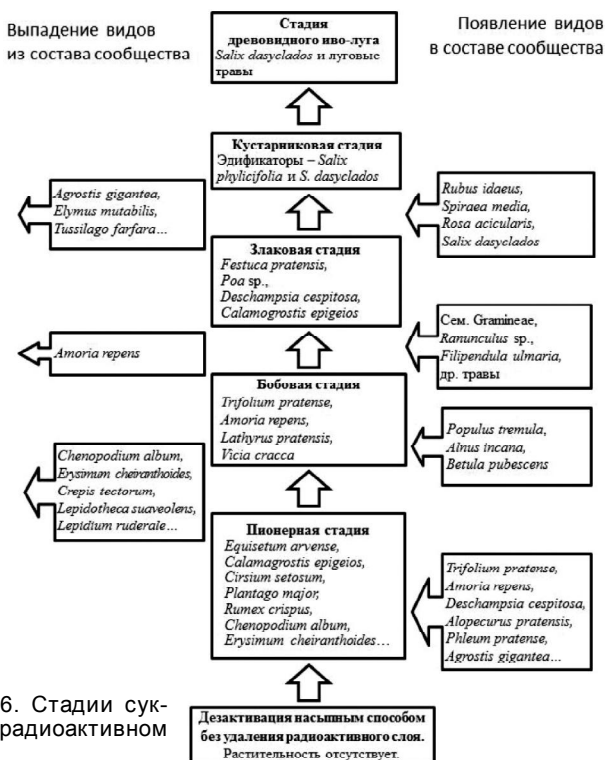 Выпадение видов
из состава сообщества
Появление видов
в составе сообщества
Стадия
древовидного иво-луга
Salix dasyclados и луговые
травы
Кустарниковая стадия
Эдификаторы – Salix
phylicifolia и S. dasyclados
Agrostis gigantea,
Elymus mutabilis,
Tussilago farfara...
Rubus idaeus,
Spiraea media,
Rosa acicularis,
Salix dasyclados
Злаковая стадия
Festuca pratensis,
Poa sp.,
Deschampsia cespitosa,
Calamogrostis epigeios
Amoria repens
Сем. Gramineae,
Ranunculus sp.,
Filipendula ulmaria,
др. травы
Бобовая стадия
Trifolium pratense,
Amoria repens,
Lathyrus pratensis,
Vicia cracca
Populus tremula,
Alnus incana,
Betula pubescens
Chenopodium album,
Erysimum cheiranthoides,
Crepis tectorum,
Lepidotheca suaveolens,
Lepidium ruderale...
Пионерная стадия
Equisetum arvense,
Calamagrostis epigeios,
Cirsium setosum,
Plantago major,
Rumex crispus,
Chenopodium album,
Erysimum cheiranthoides...
Trifolium pratense,
Amoria repens,
Deschampsia cespitosa,
Alopecurus pratensis,
Phleum pratense,
Agrostis gigantea...
6. Стадии сук-
радиоактивном
Дезактивация насыпным способом
без удаления радиоактивного слоя.
Растительность отсутствует.